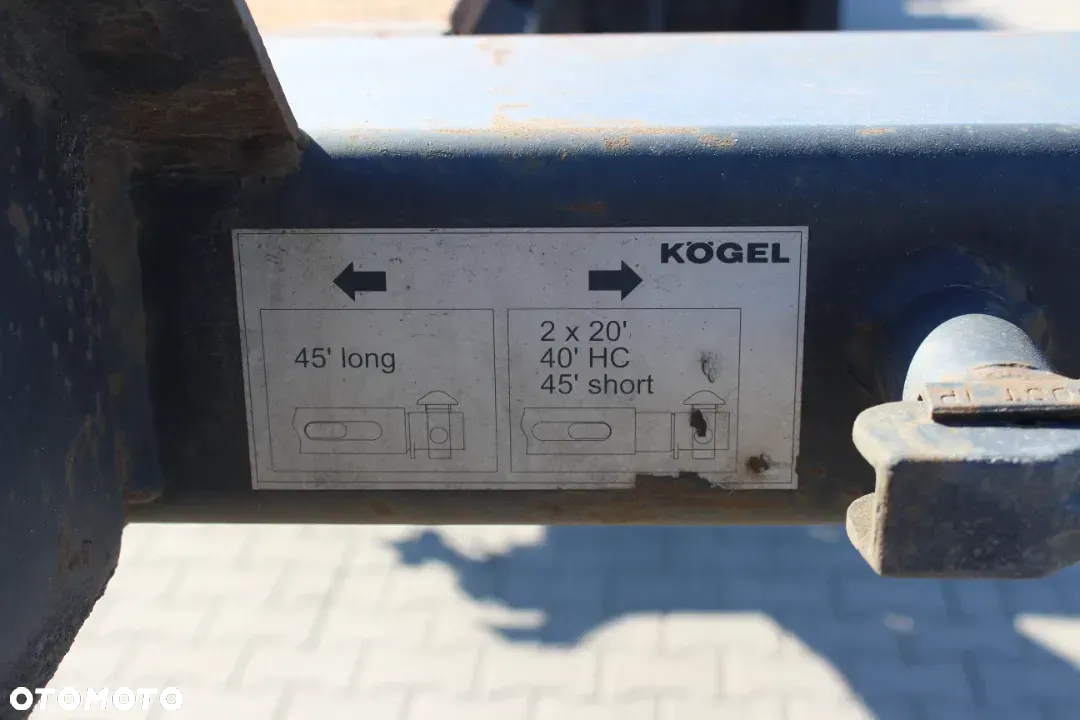 KÖGEL
45' long
2 x 20'
40' HC
45' short
OTOMOTO